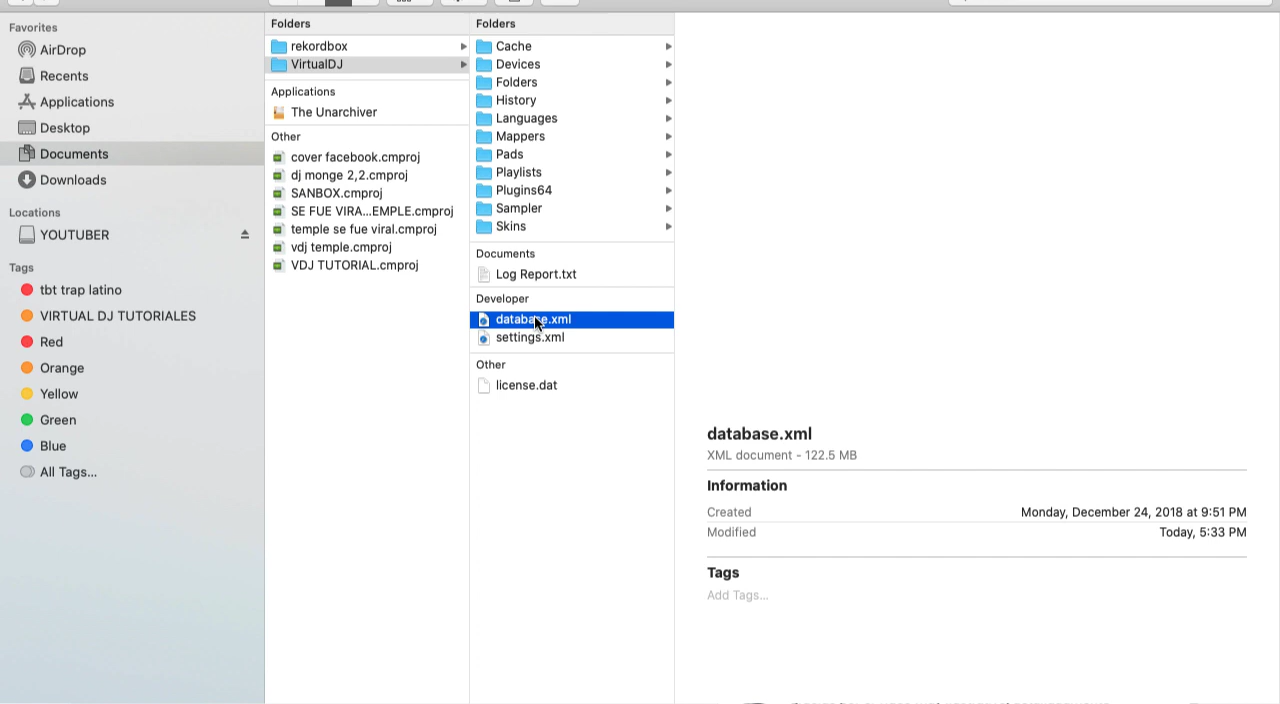 Favorites
AirDrop
Recents
Applications
Desktop
Documents
Downloads
Locations
YOUTUBER
Tags
tbt trap latino
VIRTUAL DJ TUTORIALES
Red
Orange
Yellow
Green
Blue
All Tags...
Folders
rekordbox
VirtualDJ
Applications
The Unarchiver
Other
cover facebook.cmproj
dj monge 2,2.cmproj
SANBOX.cmproj
SE FUE VIRA...EMPLE.cmproj
temple se fue viral.cmproj
vdj temple.cmproj
VDJ TUTORIAL.cmproj
Folders
Cache
Devices
Folders
History
Languages
Mappers
Pads
Playlists
Plugins64
Sampler
Skins
Documents
Log Report.txt
Developer
database.xml
settings.xml
Other
license.dat
database.xml
XML document - 122.5 MB
Information
Created Monday, December 24, 2018 at 9:51 PM
Modified Today, 5:33 PM
Tags
Add Tags...